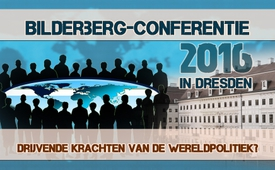 BILDERBERG-CONFERENTIE
2016
IN DRESDEN
DRIJVENDE KRACHTEN VAN DE WERELDPOLITIEK?